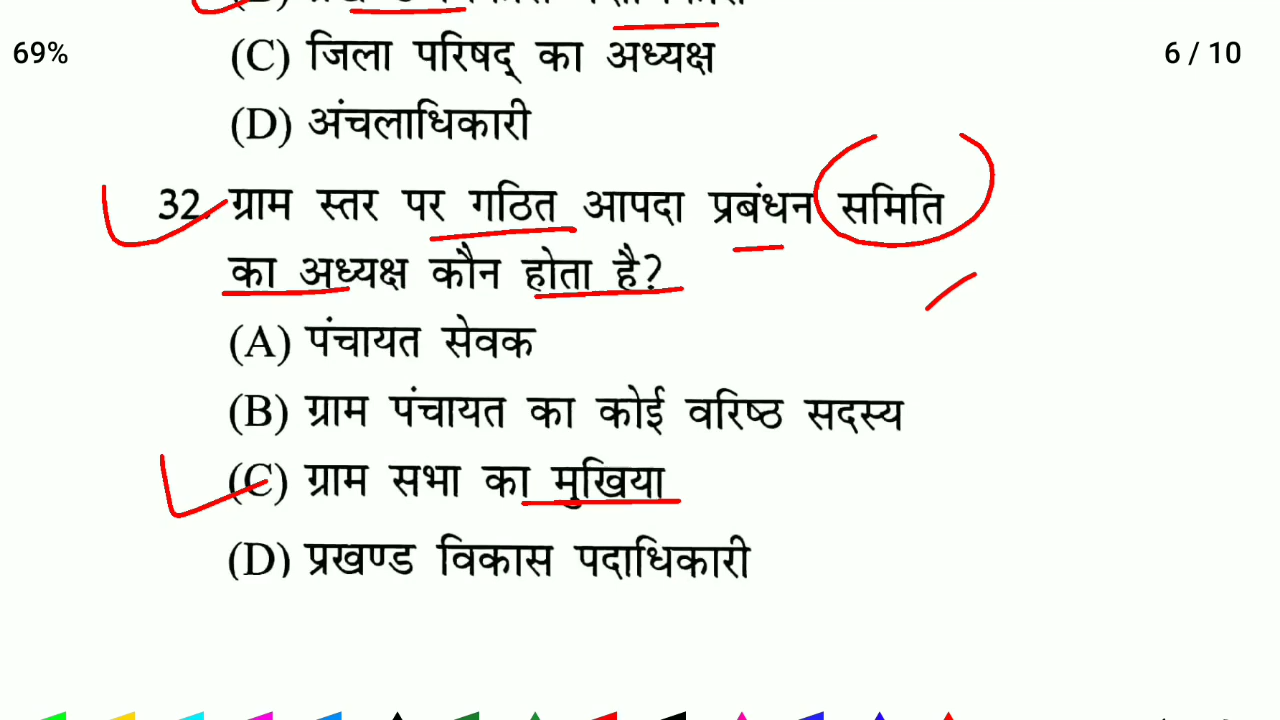 69%
6 / 10
(C) जिला परिषद् का अध्यक्ष
(D) अंचलाधिकारी
32. ग्राम स्तर पर गठित आपदा प्रबंधन समिति
का अध्यक्ष कौन होता है?
(A) पंचायत सेवक
(B) ग्राम पंचायत का कोई वरिष्ठ सदस्य
(C) ग्राम सभा का मुखिया
(D) प्रखण्ड विकास पदाधिकारी